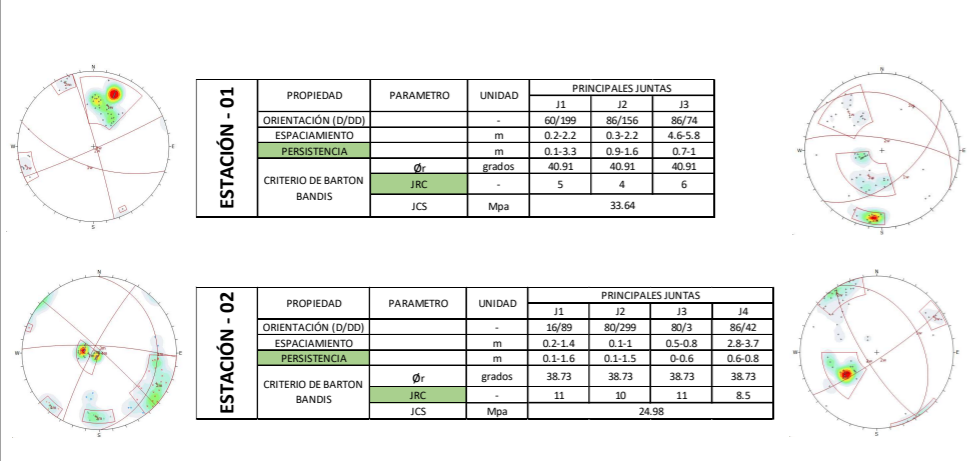 ESTACIÓN - 01
PROPIEDAD PARAMETRO UNIDAD PRINCIPALES JUNTAS
J1 J2 J3
ORIENTACIÓN (D/DD) - 60/199 86/156 86/74
ESPACIAMIENTO m 0.2-2.2 0.3-2.2 4.6-5.8
PERSISTENCIA m 0.1-3.3 0.9-1.6 0.7-1
CRITERIO DE BARTON BANDIS Ør grados 40.91 40.91 40.91
JRC - 5 4 6
JCS Mpa 33.64
N
W
E
S
N
W
E
S
ESTACIÓN - 02
PROPIEDAD PARAMETRO UNIDAD PRINCIPALES JUNTAS
J1 J2 J3 J4
ORIENTACIÓN (D/DD) - 16/89 80/299 80/3 86/42
ESPACIAMIENTO m 0.2-1.4 0.1-1 0.5-0.8 2.8-3.7
PERSISTENCIA m 0.1-1.6 0.1-1.5 0-0.6 0.6-0.8
CRITERIO DE BARTON BANDIS Ør grados 38.73 38.73 38.73 38.73
JRC - 11 10 11 8.5
JCS Mpa 24.98
N
W
E
S
N
W
E
S